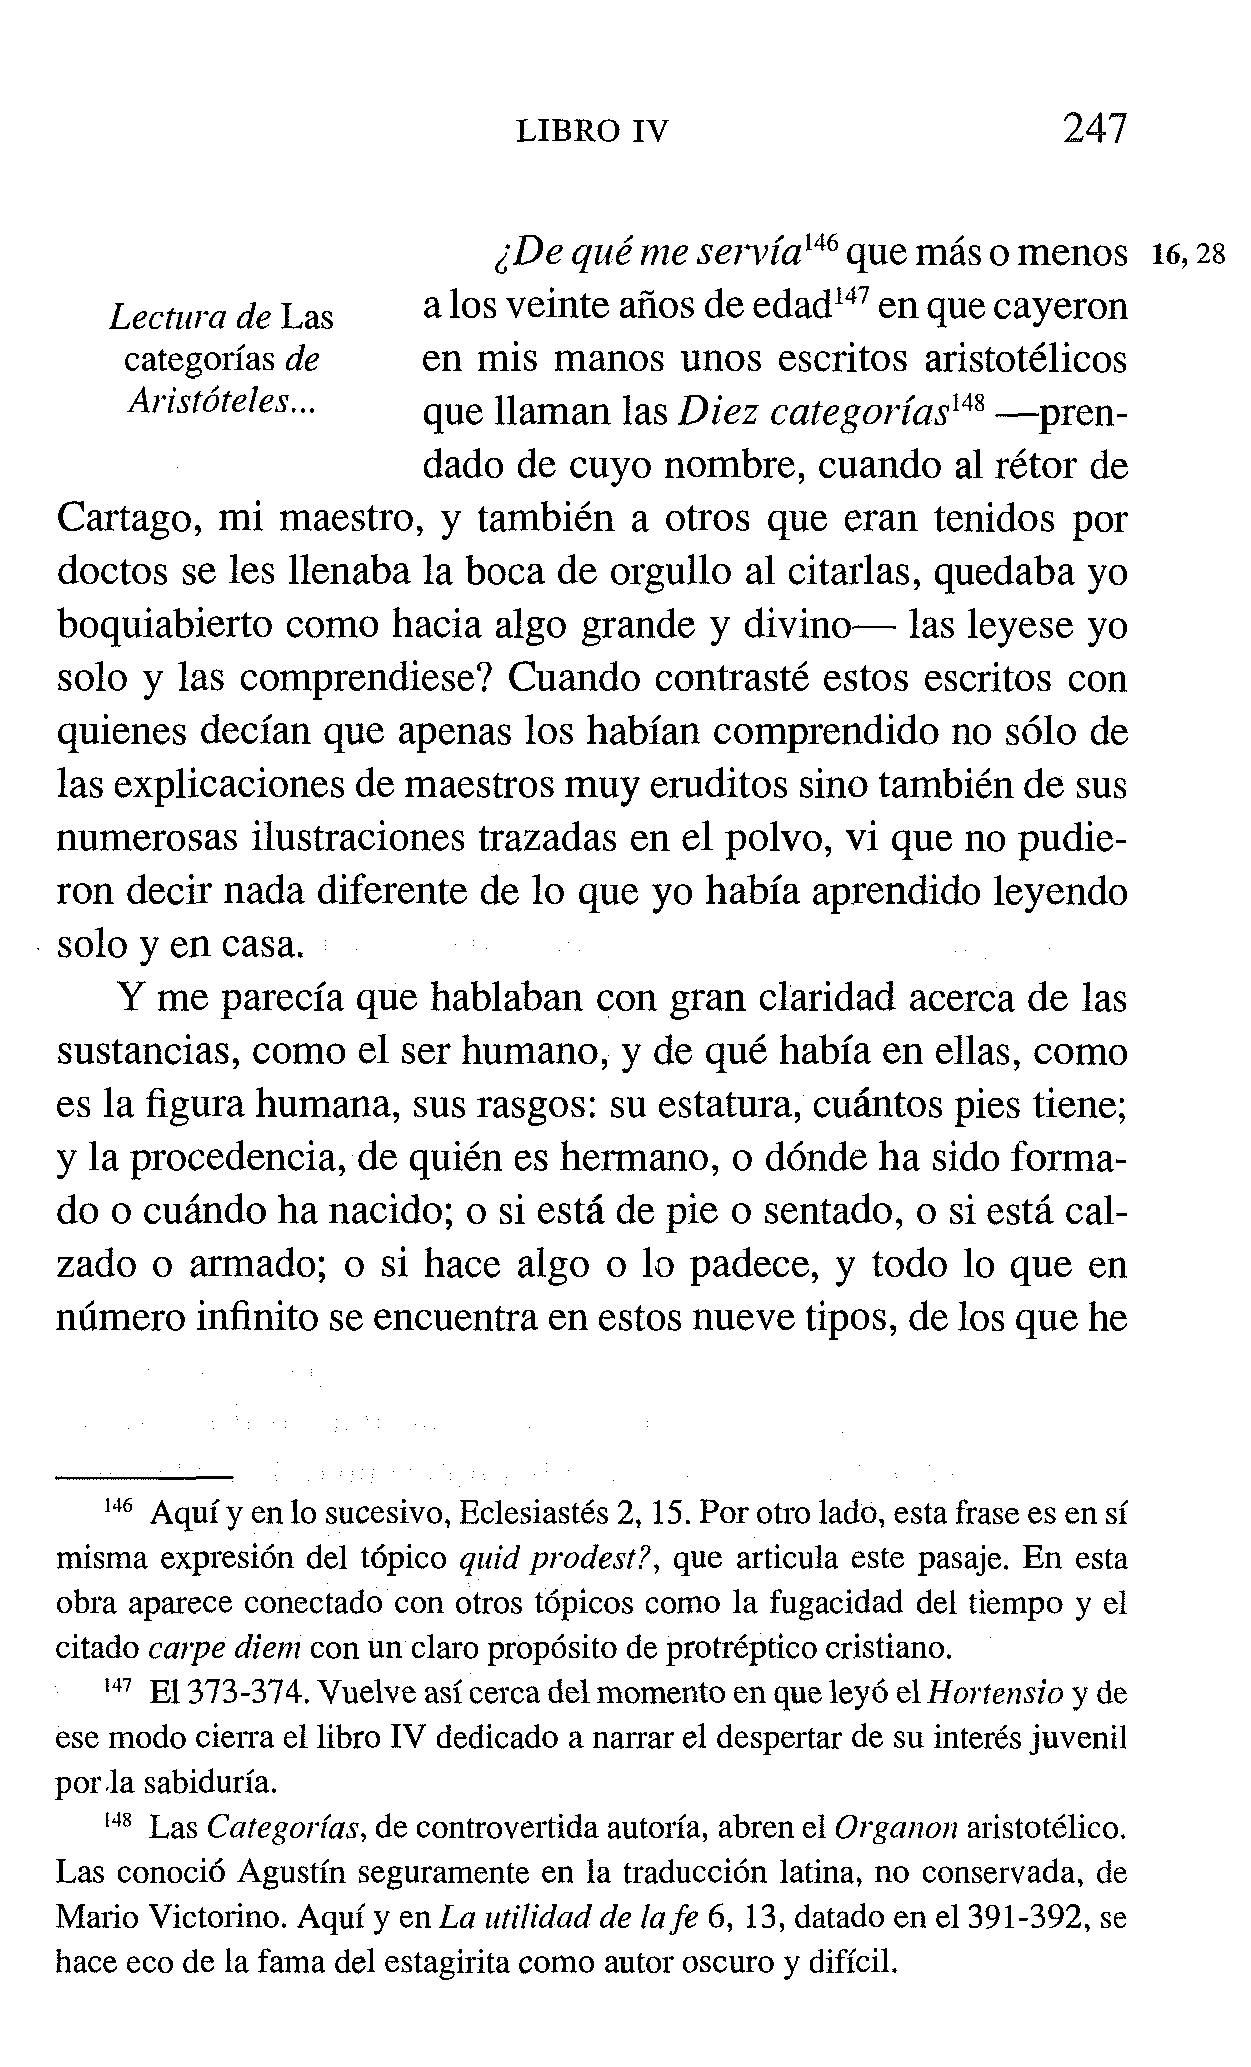 LIBRO IV 247
¿De qué me servía¹⁴⁶ que más o menos 16, 28
Lectura de Las
categorías de
Aristóteles...
a los veinte años de edad¹⁴⁷ en que cayeron
en mis manos unos escritos aristotélicos
que llaman las Diez categorías¹⁴⁸ —pren-
dado de cuyo nombre, cuando al rétor de
Cartago, mi maestro, y también a otros que eran tenidos por
doctos se les llenaba la boca de orgullo al citarlas, quedaba yo
boquiabierto como hacia algo grande y divino— las leyese yo
solo y las comprendiese? Cuando contrasté estos escritos con
quienes decían que apenas los habían comprendido no sólo de
las explicaciones de maestros muy eruditos sino también de sus
numerosas ilustraciones trazadas en el polvo, vi que no pudie-
ron decir nada diferente de lo que yo había aprendido leyendo
solo y en casa.
Y me parecía que hablaban con gran claridad acerca de las
sustancias, como el ser humano, y de qué había en ellas, como
es la figura humana, sus rasgos: su estatura, cuántos pies tiene;
y la procedencia, de quién es hermano, o dónde ha sido forma-
do o cuándo ha nacido; o si está de pie o sentado, o si está cal-
zado o armado; o si hace algo o lo padece, y todo lo que en
número infinito se encuentra en estos nueve tipos, de los que he
¹⁴⁶ Aquí y en lo sucesivo, Eclesiastés 2, 15. Por otro lado, esta frase es en sí
misma expresión del tópico quid prodest?, que articula este pasaje. En esta
obra aparece conectado con otros tópicos como la fugacidad del tiempo y el
citado carpe diem con un claro propósito de protréptico cristiano.
¹⁴⁷ El 373-374. Vuelve así cerca del momento en que leyó el Hortensio y de
ese modo cierra el libro IV dedicado a narrar el despertar de su interés juvenil
por la sabiduría.
¹⁴⁸ Las Categorías, de controvertida autoría, abren el Organon aristotélico.
Las conoció Agustín seguramente en la traducción latina, no conservada, de
Mario Victorino. Aquí y en La utilidad de la fe 6, 13, datado en el 391-392, se
hace eco de la fama del estagirita como autor oscuro y difícil.